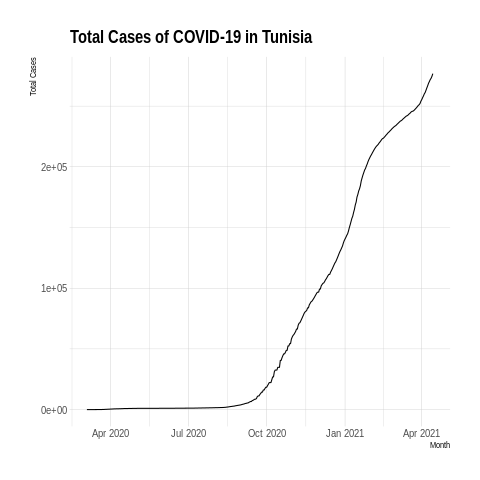 Total Cases of COVID-19 in Tunisia
Total Cases
2e+05
1e+05
0e+00
Apr 2020 Jul 2020 Oct 2020 Jan 2021 Apr 2021
Month